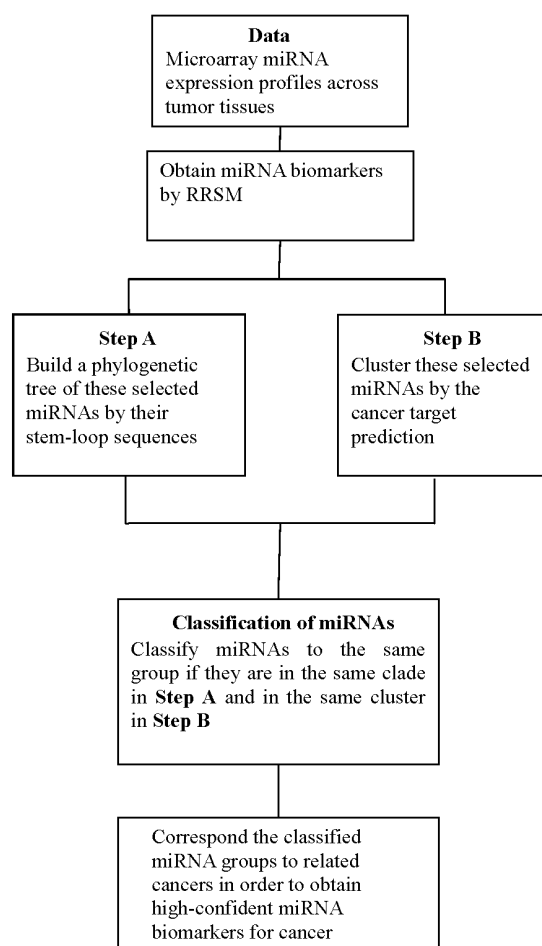 Data
Microarray miRNA
expression profiles across
tumor tissues
Obtain miRNA biomarkers
by RRSM
Step A
Build a phylogenetic
tree of these selected
miRNAs by their
stem-loop sequences
Step B
Cluster these selected
miRNAs by the
cancer target
prediction
Classification of miRNAs
Classify miRNAs to the same
group if they are in the same clade
in Step A and in the same cluster
in Step B
Correspond the classified
miRNA groups to related
cancers in order to obtain
high-confident miRNA
biomarkers for cancer